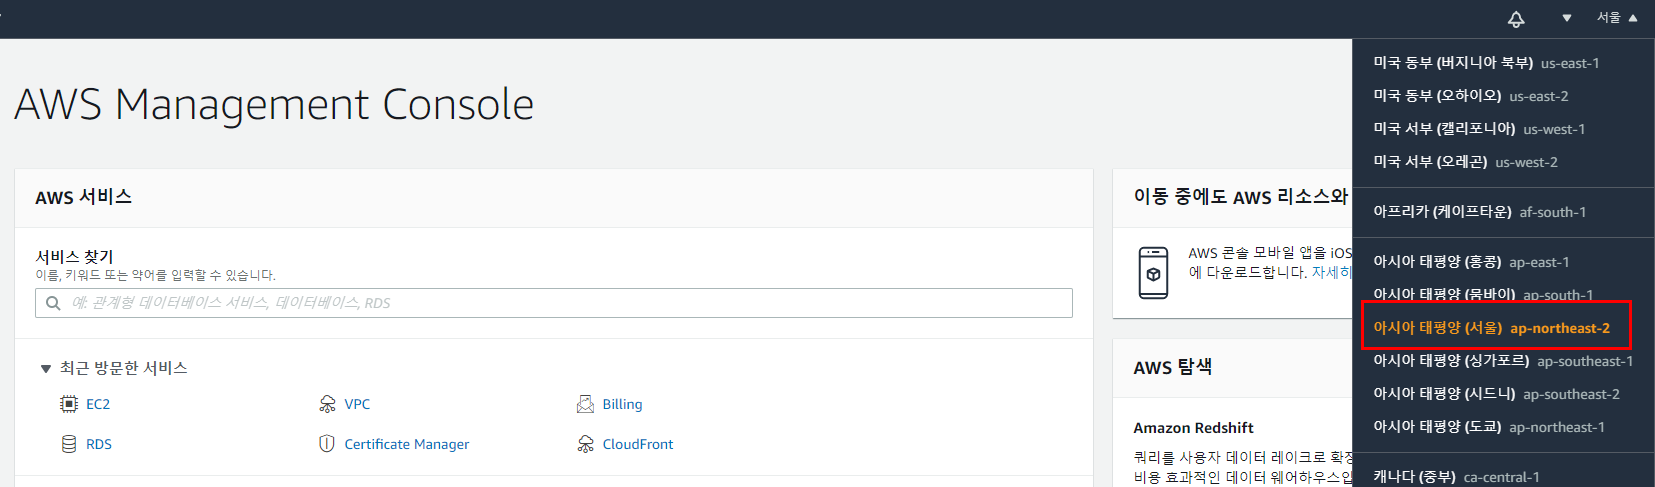 서울 ▲
AWS Management Console
AWS 서비스
서비스 찾기
이름, 키워드 또는 약어를 입력할 수 있습니다.
예: 관계형 데이터베이스 서비스, 데이터베이스, RDS
▼ 최근 방문한 서비스
EC2 VPC Billing
RDS Certificate Manager CloudFront
이동 중에도 AWS 리소스와
AWS 콘솔 모바일 앱을 iOS
에 다운로드합니다. 자세히
AWS 탐색
Amazon Redshift
쿼리를 사용자 데이터 레이크로 확장
비용 효과적인 데이터 웨어하우스입
미국 동부 (버지니아 북부) us-east-1
미국 동부 (오하이오) us-east-2
미국 서부 (캘리포니아) us-west-1
미국 서부 (오레곤) us-west-2
아프리카 (케이프타운) af-south-1
아시아 태평양 (홍콩) ap-east-1
아시아 태평양 (뭄바이) ap-south-1
아시아 태평양 (서울) ap-northeast-2
아시아 태평양 (싱가포르) ap-southeast-1
아시아 태평양 (시드니) ap-southeast-2
아시아 태평양 (도쿄) ap-northeast-1
캐나다 (중부) ca-central-1